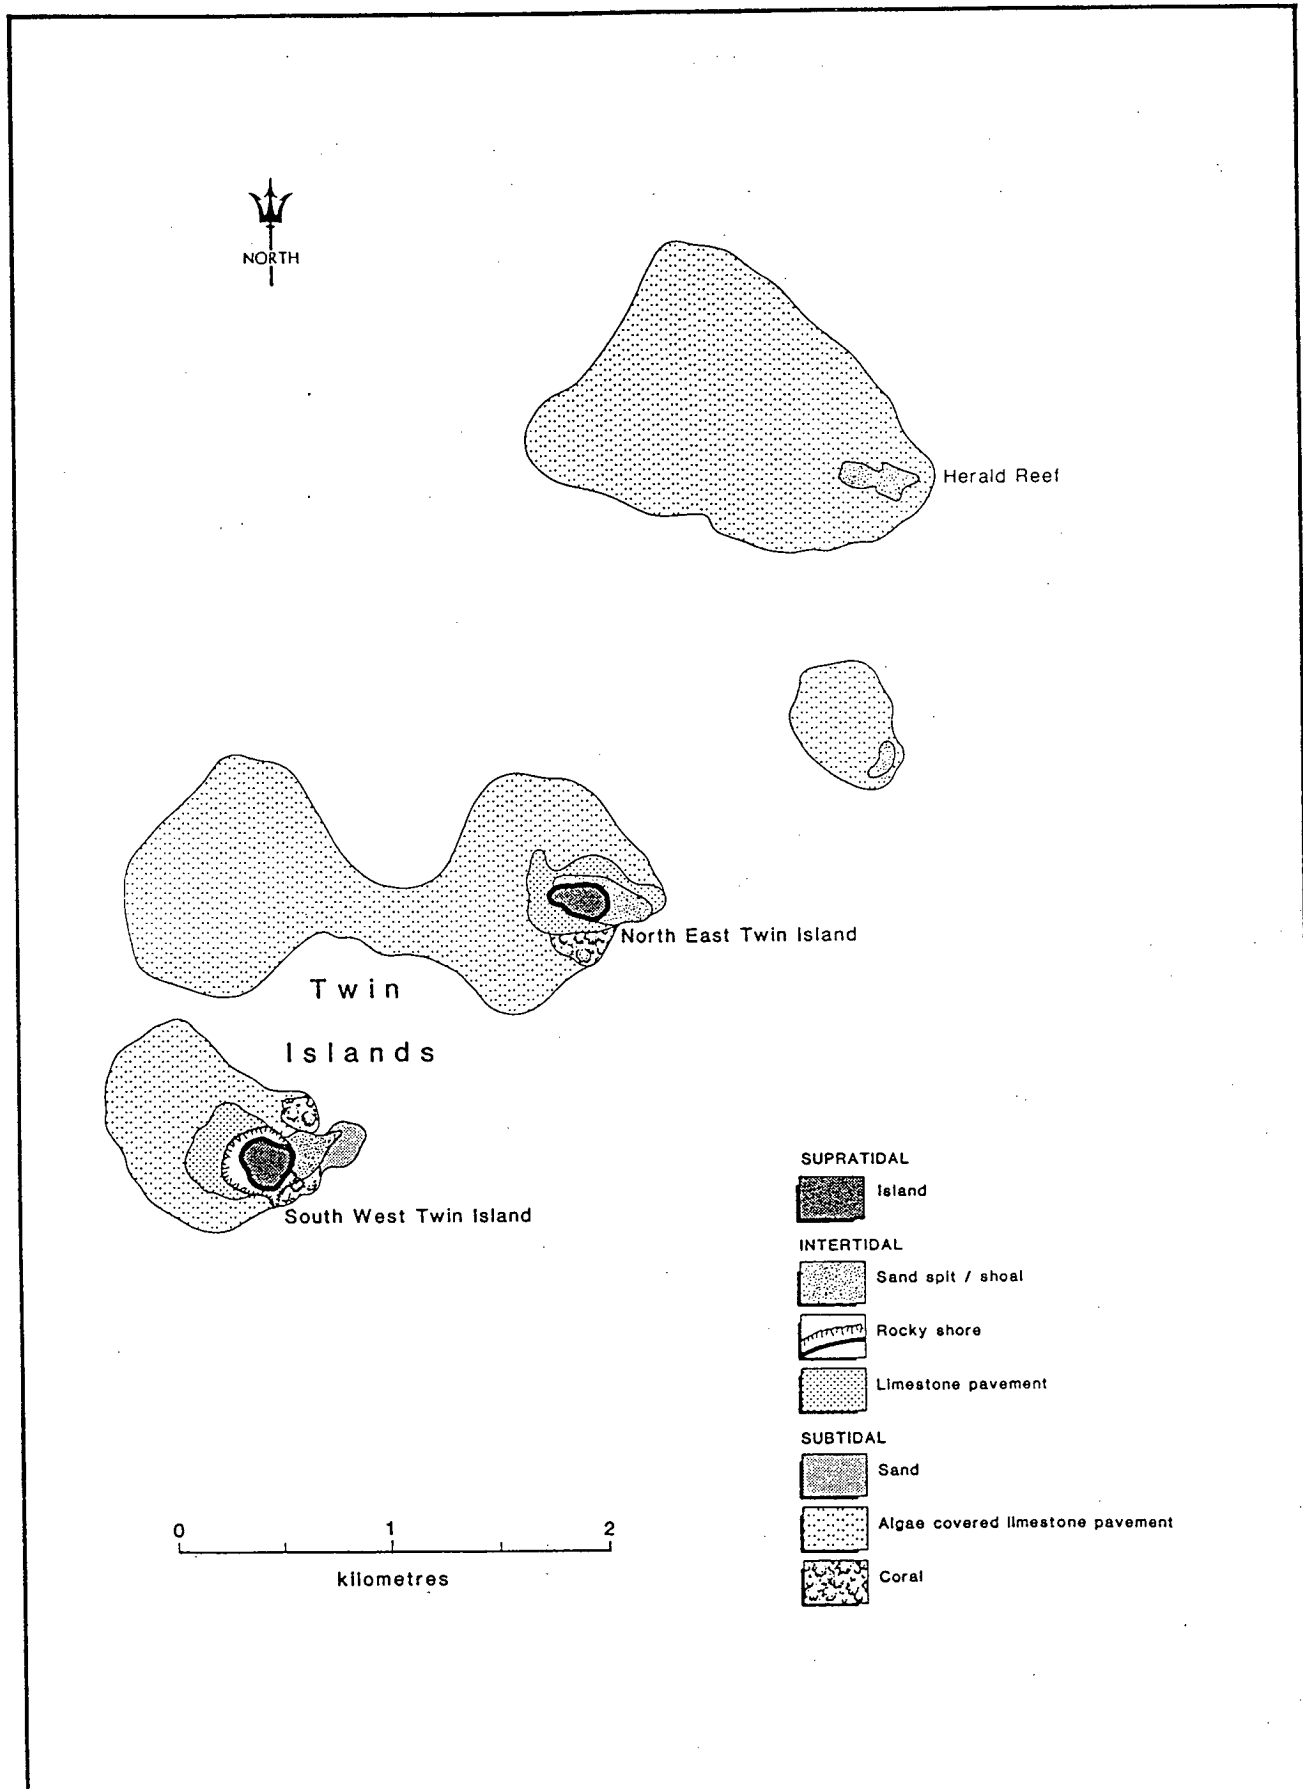 NORTH
Herald Reef
North East Twin Island
Twin
Islands
South West Twin Island
SUPRATIDAL
Island
INTERTIDAL
Sand spit / shoal
Rocky shore
Limestone pavement
SUBTIDAL
Sand
Algae covered limestone pavement
Coral
0 1 2
kilometres